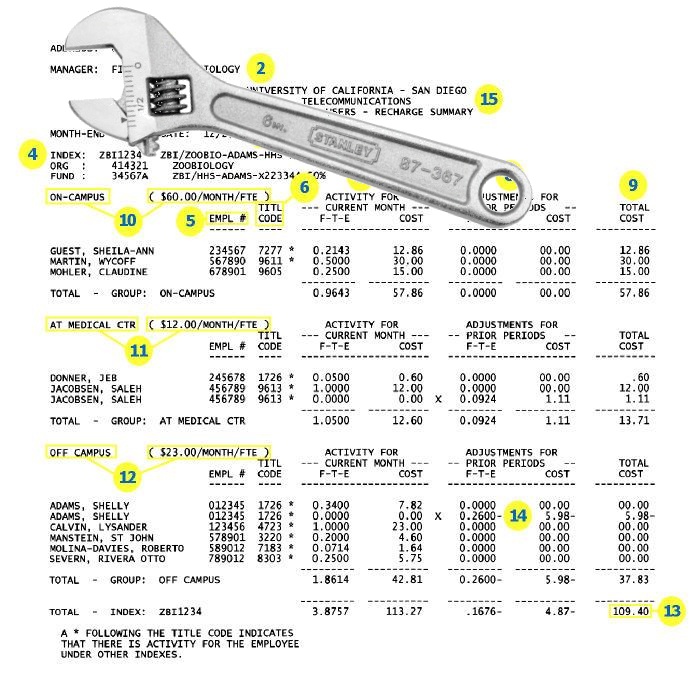 MANAGER: OLOGY 2
UNIVERSITY OF CALIFORNIA - SAN DIEGO
TELECOMMUNICATIONS 15
- RECHARGE SUMMARY
MONTH-END 12/
4 INDEX: ZBI1234 ZBI/ZOOBIO-ADAMS-HHS
ORG : 414321 ZOOBIOLOGY
FUND : 34567A ZBI/HHS-ADAMS-X22334 0%
8 IN. STANLEY 87-367
6 9
ON-CAMPUS ( $60.00/MONTH/FTE ) ACTIVITY FOR FOR
TITL --- CURRENT MONTH --- PERIODS -- TOTAL
10 5 EMPL # CODE F-T-E COST COST COST
GUEST, SHEILA-ANN 234567 7277 * 0.2143 12.86 0.0000 00.00 12.86
MARTIN, WYCOFF 567890 9611 * 0.5000 30.00 0.0000 00.00 30.00
MOHLER, CLAUDINE 678901 9605 0.2500 15.00 0.0000 00.00 15.00
TOTAL - GROUP: ON-CAMPUS 0.9643 57.86 0.0000 00.00 57.86
AT MEDICAL CTR ( $12.00/MONTH/FTE ) ACTIVITY FOR ADJUSTMENTS FOR
TITL --- CURRENT MONTH --- -- PRIOR PERIODS -- TOTAL
11 EMPL # CODE F-T-E COST F-T-E COST COST
DONNER, JEB 245678 1726 * 0.0500 0.60 0.0000 00.00 .60
JACOBSEN, SALEH 456789 9613 * 1.0000 12.00 0.0000 00.00 12.00
JACOBSEN, SALEH 456789 9613 * 0.0000 0.00 X 0.0924 1.11 1.11
TOTAL - GROUP: AT MEDICAL CTR 1.0500 12.60 0.0924 1.11 13.71
OFF CAMPUS ( $23.00/MONTH/FTE ) ACTIVITY FOR ADJUSTMENTS FOR
TITL --- CURRENT MONTH --- -- PRIOR PERIODS -- TOTAL
12 EMPL # CODE F-T-E COST F-T-E COST COST
ADAMS, SHELLY 012345 1726 * 0.3400 7.82 0.0000 00.00 00.00
ADAMS, SHELLY 012345 1726 * 0.0000 0.00 X 0.2600- 14 5.98- 5.98-
CALVIN, LYSANDER 123456 4723 * 1.0000 23.00 0.0000 00.00 00.00
MANSTEIN, ST JOHN 578901 3220 * 0.2000 4.60 0.0000 00.00 00.00
MOLINA-DAVIES, ROBERTO 589012 7183 * 0.0714 1.64 0.0000 00.00 00.00
SEVERN, RIVERA OTTO 789012 8303 * 0.2500 5.75 0.0000 00.00 00.00
TOTAL - GROUP: OFF CAMPUS 1.8614 42.81 0.2600- 5.98- 37.83
TOTAL - INDEX: ZBI1234 3.8757 113.27 .1676- 4.87- 109.40 13
A * FOLLOWING THE TITLE CODE INDICATES
THAT THERE IS ACTIVITY FOR THE EMPLOYEE
UNDER OTHER INDEXES.